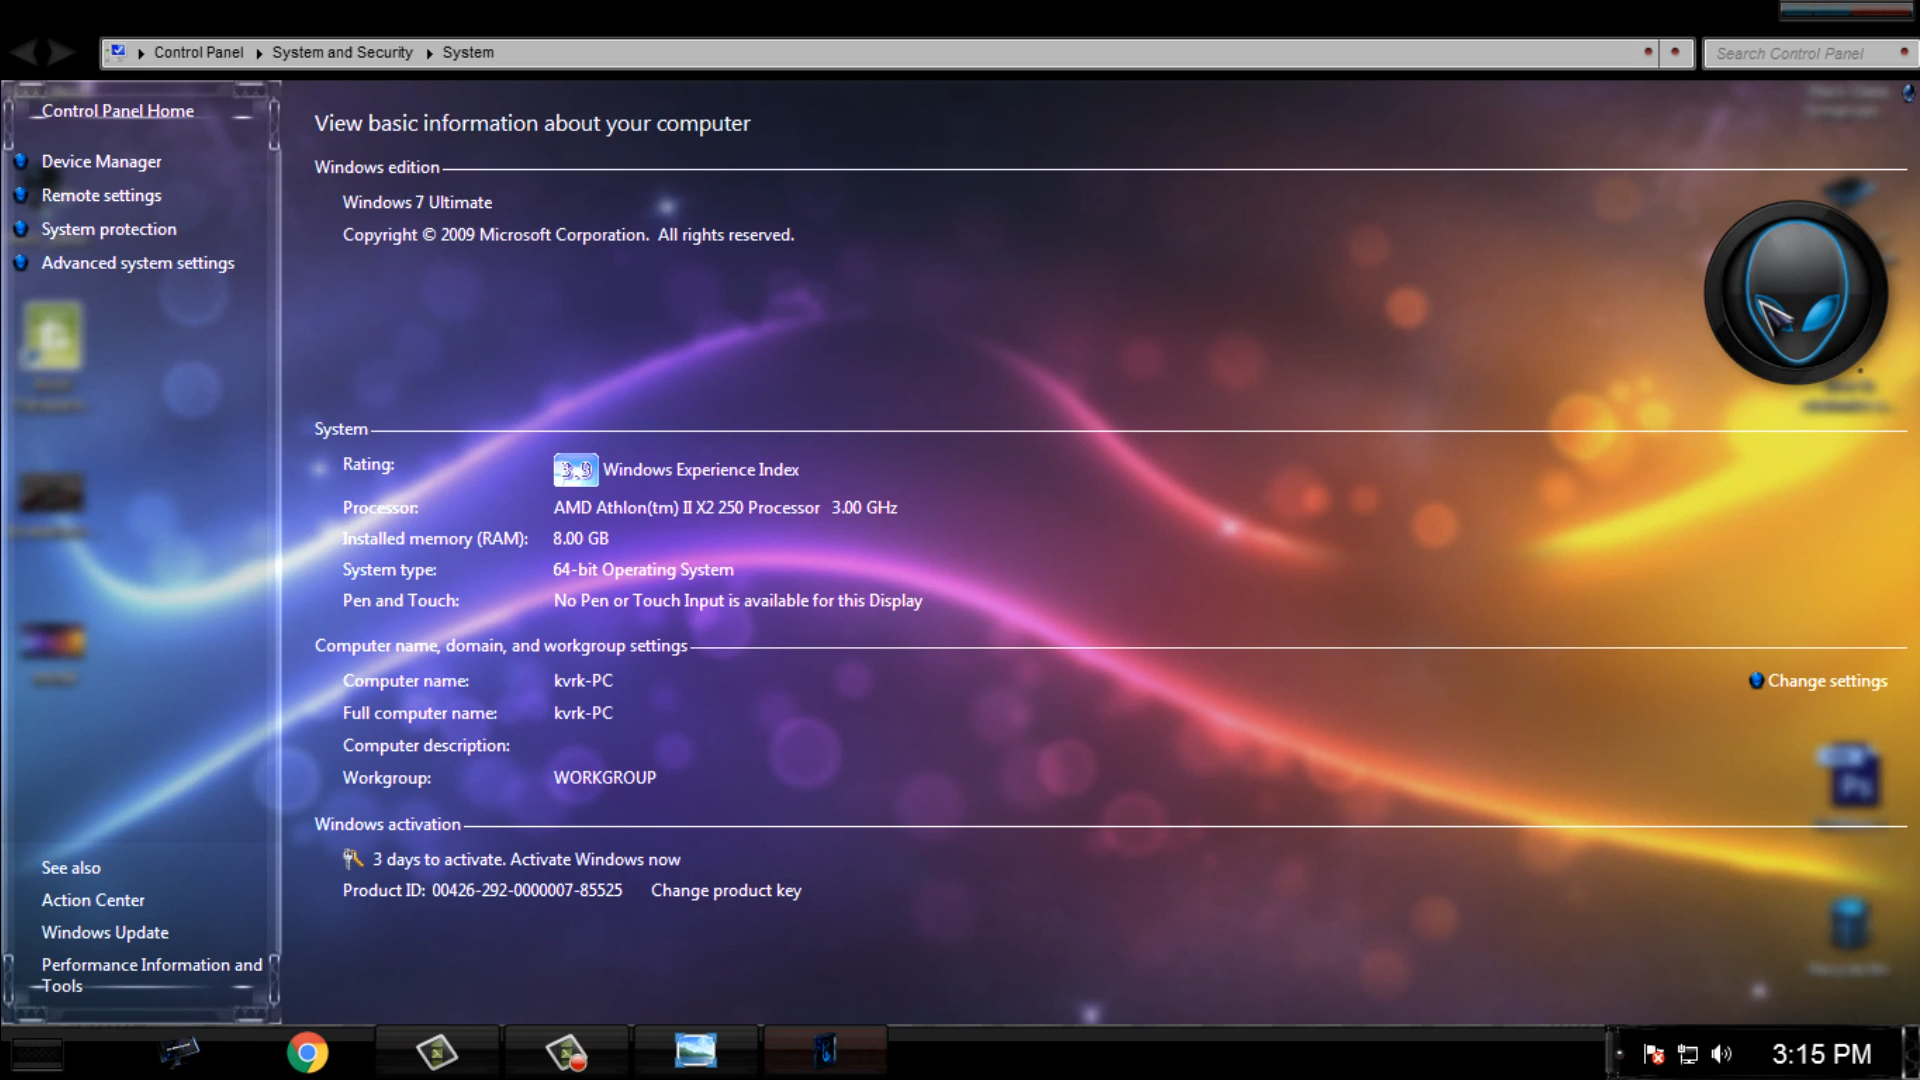 Control Panel
System and Security
System
Search Control Panel
Control Panel Home
Device Manager
Remote settings
System protection
Advanced system settings
View basic information about your computer
Windows edition
Windows 7 Ultimate
Copyright © 2009 Microsoft Corporation. All rights reserved.
System
Rating:
3.9 Windows Experience Index
Processor: AMD Athlon(tm) II X2 250 Processor 3.00 GHz
Installed memory (RAM): 8.00 GB
System type: 64-bit Operating System
Pen and Touch: No Pen or Touch Input is available for this Display
Computer name, domain, and workgroup settings
Computer name: kvrk-PC
Change settings
Full computer name: kvrk-PC
Computer description:
Workgroup: WORKGROUP
Windows activation
3 days to activate. Activate Windows now
Product ID: 00426-292-0000007-85525 Change product key
See also
Action Center
Windows Update
Performance Information and
Tools
Ps
3:15 PM